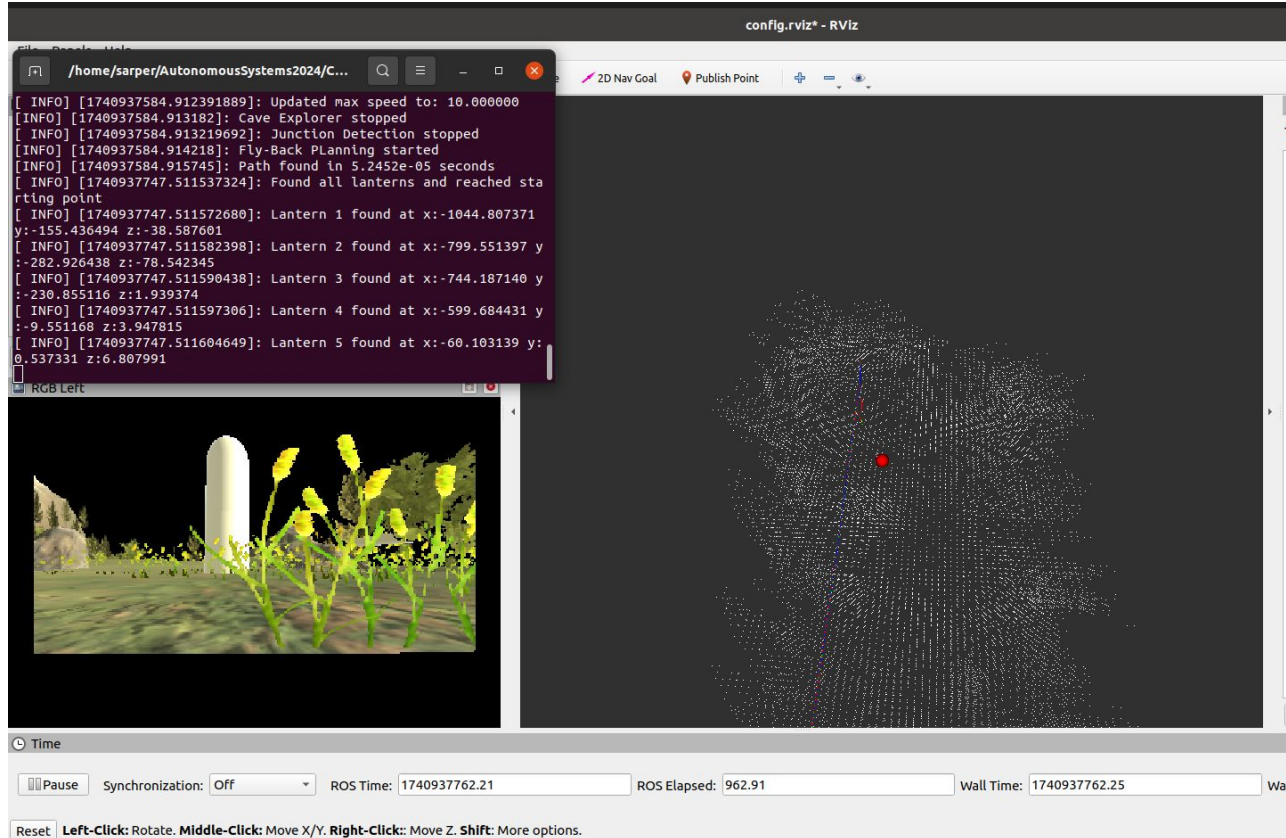 config.rviz* - RViz
File Panels Help
/home/sarper/AutonomousSystems2024/C...
2D Nav Goal
Publish Point
[ INFO] [1740937584.912391889]: Updated max speed to: 10.000000
[INFO] [1740937584.913182]: Cave Explorer stopped
[ INFO] [1740937584.913219692]: Junction Detection stopped
[INFO] [1740937584.914218]: Fly-Back PLanning started
[INFO] [1740937584.915745]: Path found in 5.2452e-05 seconds
[ INFO] [1740937747.511537324]: Found all lanterns and reached sta
rting point
[ INFO] [1740937747.511572680]: Lantern 1 found at x:-1044.807371
y:-155.436494 z:-38.587601
[ INFO] [1740937747.511582398]: Lantern 2 found at x:-799.551397 y
:-282.926438 z:-78.542345
[ INFO] [1740937747.511590438]: Lantern 3 found at x:-744.187140 y
:-230.855116 z:1.939374
[ INFO] [1740937747.511597306]: Lantern 4 found at x:-599.684431 y
:-9.551168 z:3.947815
[ INFO] [1740937747.511604649]: Lantern 5 found at x:-60.103139 y:
0.537331 z:6.807991
RGB Left
Time
Pause Synchronization: Off ROS Time: 1740937762.21 ROS Elapsed: 962.91 Wall Time: 1740937762.25 Wa
Reset Left-Click: Rotate. Middle-Click: Move X/Y. Right-Click:: Move Z. Shift: More options.